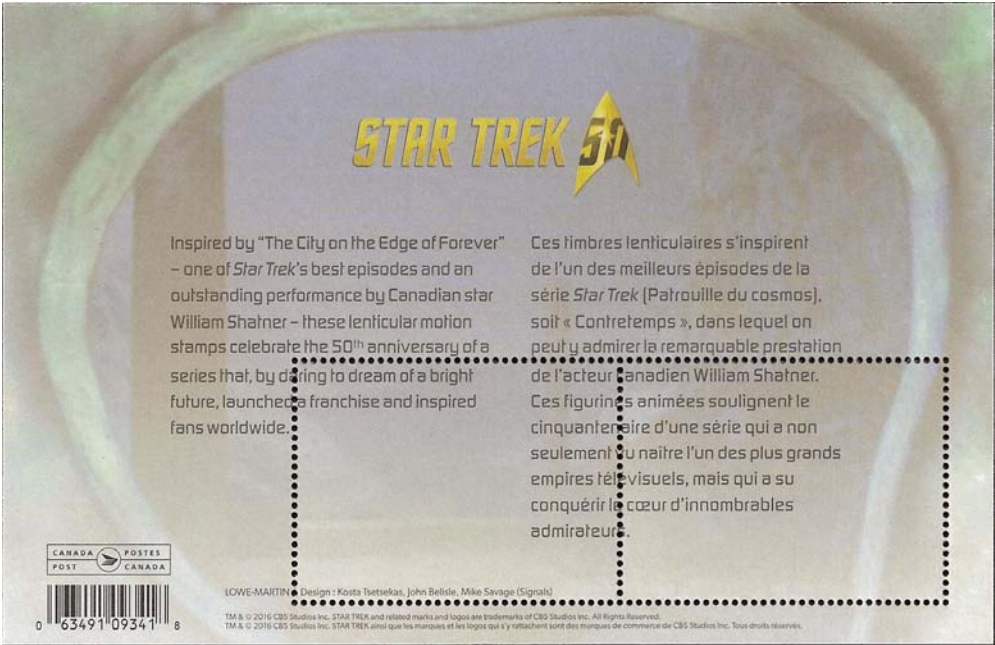 STAR TREK 50
Inspired by “The City on the Edge of Forever”
– one of Star Trek’s best episodes and an
outstanding performance by Canadian star
William Shatner – these lenticular motion
stamps celebrate the 50th anniversary of a
series that, by daring to dream of a bright
future, launched a franchise and inspired
fans worldwide.
Ces timbres lenticulaires s’inspirent
de l’un des meilleurs épisodes de la
série Star Trek (Patrouille du cosmos),
soit « Contretemps », dans lequel on
peut y admirer la remarquable prestation
de l’acteur canadien William Shatner.
Ces figurines animées soulignent le
cinquantenaire d’une série qui a non
seulement vu naître l’un des plus grands
empires télévisuels, mais qui a su
conquérir le cœur d’innombrables
admirateurs.
CANADA POSTES
POST CANADA
0 63491 09341 8
LOWE-MARTIN Design : Kosta Tsetsekas, John Belisle, Mike Savage (Signals)
TM & © 2016 CBS Studios Inc. STAR TREK and related marks and logos are trademarks of CBS Studios Inc. All Rights Reserved.
TM & © 2016 CBS Studios Inc. STAR TREK ainsi que les marques et les logos qui s’y rattachent sont des marques de commerce de CBS Studios Inc. Tous droits réservés.